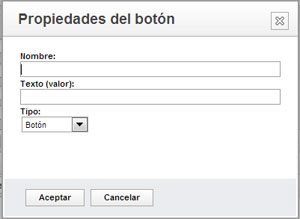 Propiedades del botón
Nombre:
Texto (valor):
Tipo:
Botón
Aceptar Cancelar